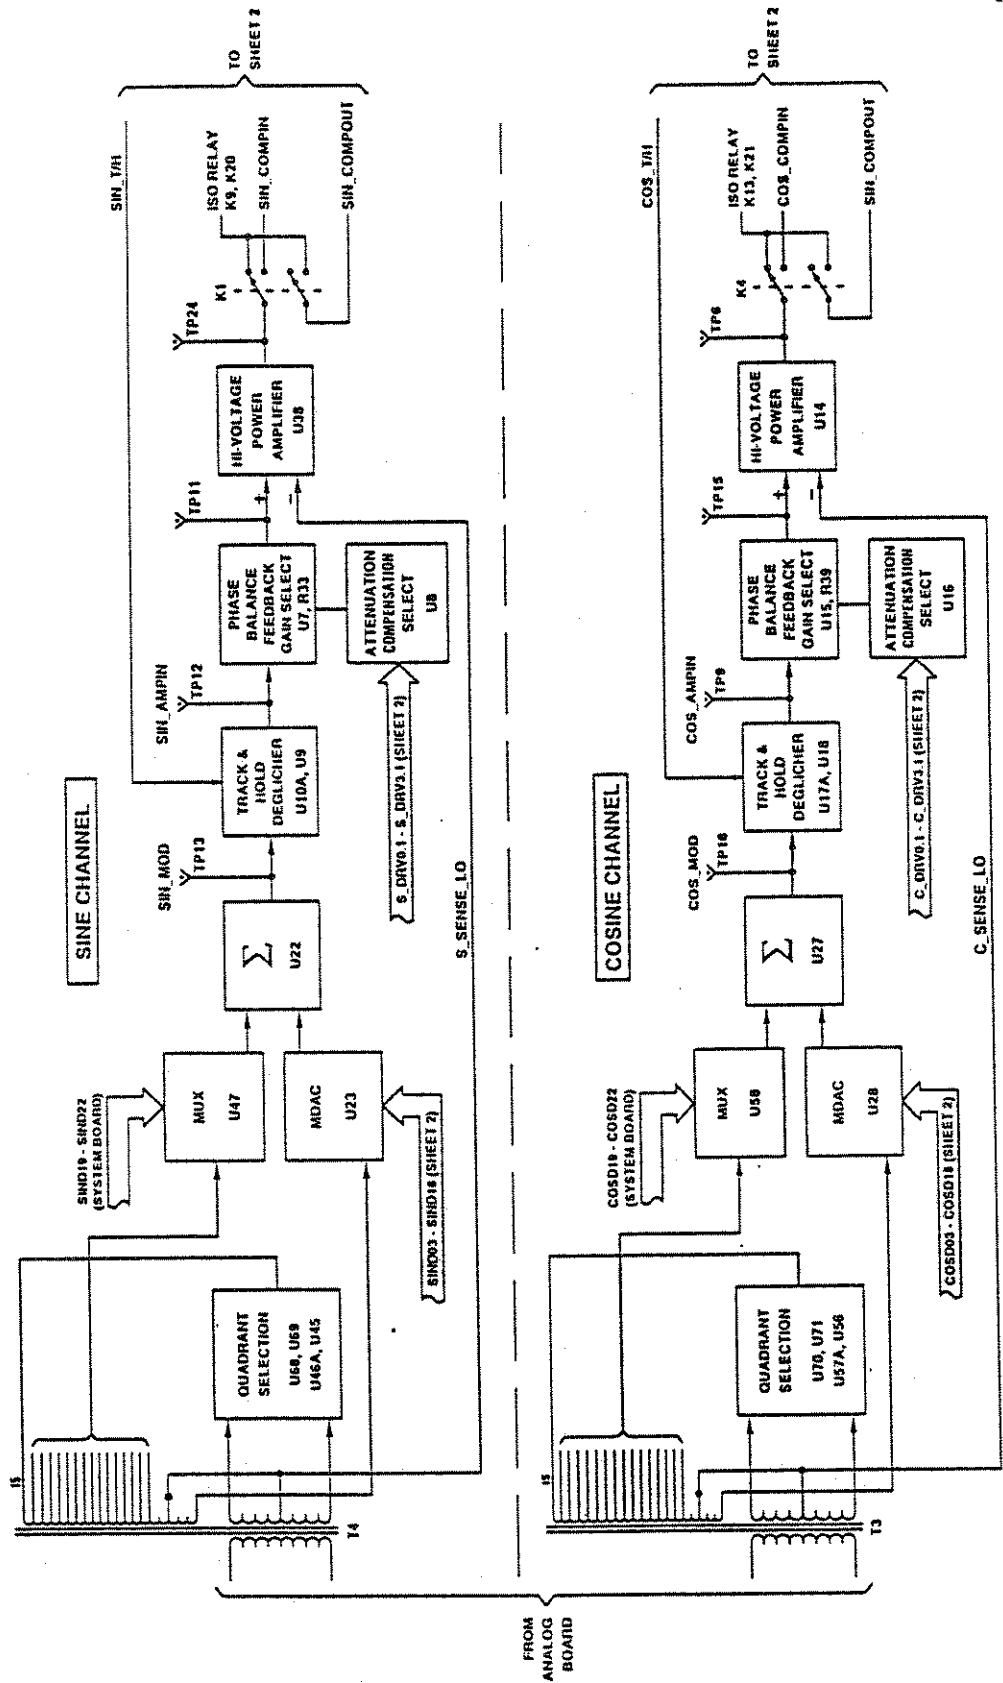 SINE CHANNEL
FROM
ANALOG
BOARD
15
T4
QUADRANT
SELECTION
U68, U69
U46A, U45
SIND19 - SIND22
(SYSTEM BOARD)
MUX
U47
MDAC
U23
SIND03 - SIND18 (SHEET 2)
Σ
U22
SIN_MOD
TP13
TRACK &
HOLD
DEGLICHER
U10A, U9
SIN_AMPIN
TP12
PHASE
BALANCE
FEEDBACK
GAIN SELECT
U7, R33
ATTENUATION
COMPENSATION
SELECT
U8
S_DRV0.1 - S_DRV3.1 (SHEET 2)
S_SENSE_LO
TP11
+
–
HI-VOLTAGE
POWER
AMPLIFIER
U38
TP24
K1
SIN_T/H
ISO RELAY
K9, K20
SIN_COMPIN
SIN_COMPOUT
TO
SHEET 2
COSINE CHANNEL
15
T3
QUADRANT
SELECTION
U70, U71
U57A, U56
COSD19 - COSD22
(SYSTEM BOARD)
MUX
U58
MDAC
U28
COSD03 - COSD18 (SHEET 2)
Σ
U27
COS_MOD
TP16
TRACK &
HOLD
DEGLICHER
U17A, U18
COS_AMPIN
TP9
PHASE
BALANCE
FEEDBACK
GAIN SELECT
U15, R39
ATTENUATION
COMPENSATION
SELECT
U16
C_DRV0.1 - C_DRV3.1 (SHEET 2)
C_SENSE_LO
TP15
+
–
HI-VOLTAGE
POWER
AMPLIFIER
U14
TP6
K4
COS_T/H
ISO RELAY
K13, K21
COS_COMPIN
SIN_COMPOUT
TO
SHEET 2